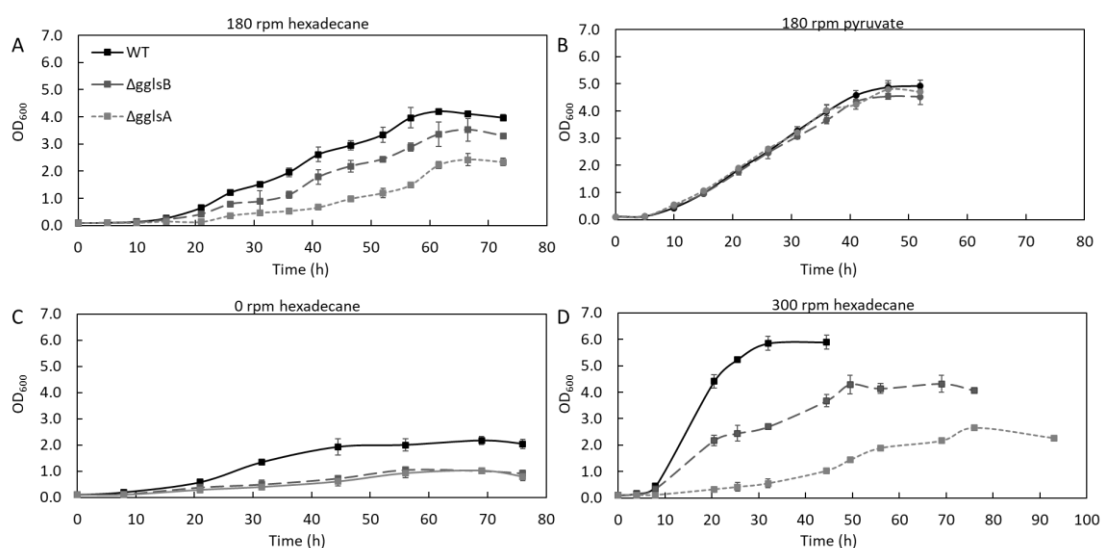 180 rpm hexadecane
A
WT
ΔgglsB
ΔgglsA
OD600
7.0
6.0
5.0
4.0
3.0
2.0
1.0
0.0
0 10 20 30 40 50 60 70 80
Time (h)
180 rpm pyruvate
B
OD600
7.0
6.0
5.0
4.0
3.0
2.0
1.0
0.0
0 10 20 30 40 50 60 70 80
Time (h)
0 rpm hexadecane
C
OD600
7.0
6.0
5.0
4.0
3.0
2.0
1.0
0.0
0 10 20 30 40 50 60 70 80
Time (h)
300 rpm hexadecane
D
OD600
7.0
6.0
5.0
4.0
3.0
2.0
1.0
0.0
0 10 20 30 40 50 60 70 80 90 100
Time (h)